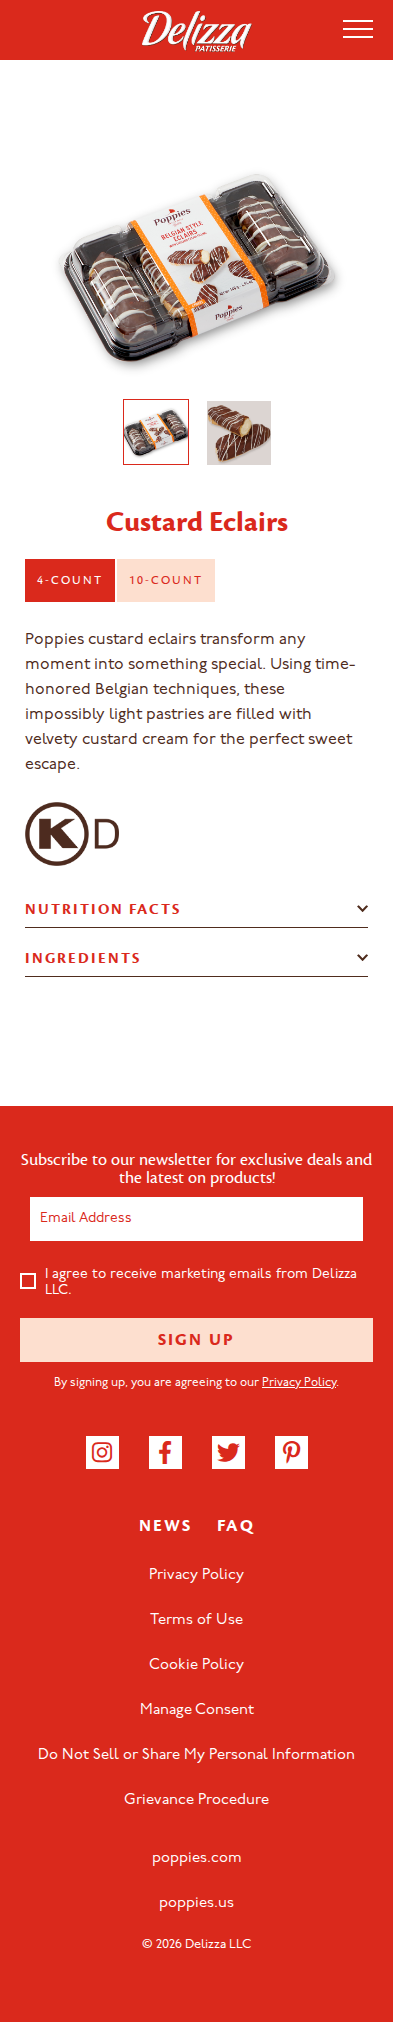 Delizza
PATISSERIE
Poppies
BELGIAN STYLE
ECLAIRS
Poppies
Custard Eclairs
4-COUNT
10-COUNT
Poppies custard eclairs transform any
moment into something special. Using time-
honored Belgian techniques, these
impossibly light pastries are filled with
velvety custard cream for the perfect sweet
escape.
K D
NUTRITION FACTS
INGREDIENTS
Subscribe to our newsletter for exclusive deals and
the latest on products!
Email Address
I agree to receive marketing emails from Delizza
LLC.
SIGN UP
By signing up, you are agreeing to our Privacy Policy.
NEWS FAQ
Privacy Policy
Terms of Use
Cookie Policy
Manage Consent
Do Not Sell or Share My Personal Information
Grievance Procedure
poppies.com
poppies.us
© 2026 Delizza LLC